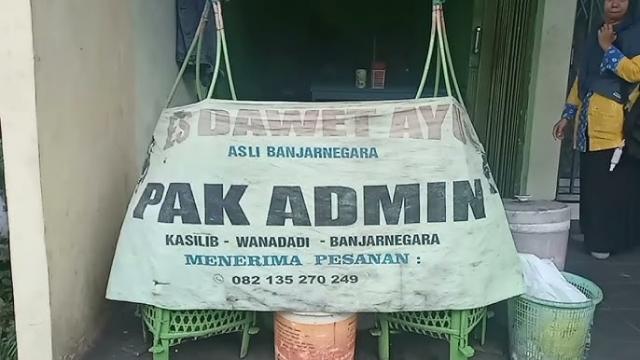 ES DAWET AYU
ASLI BANJARNEGARA
PAK ADMIN
KASILIB - WANADADI - BANJARNEGARA
MENERIMA PESANAN :
082 135 270 249